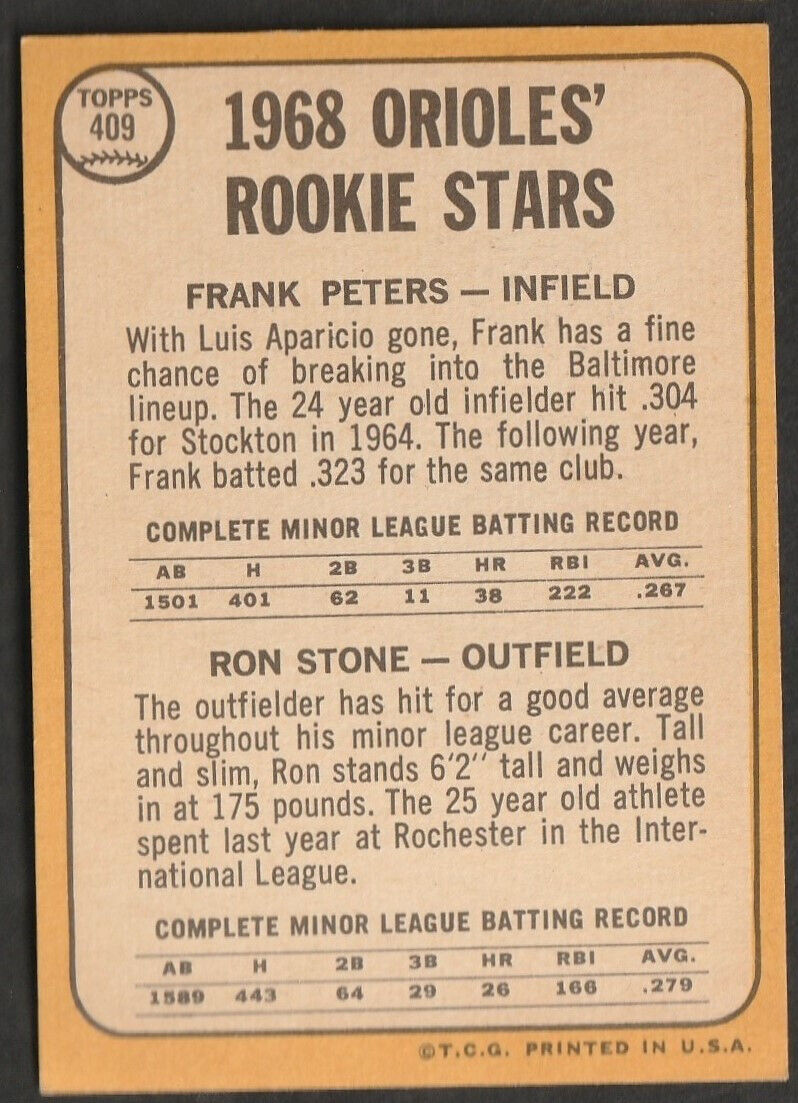 TOPPS
409
1968 ORIOLES'
ROOKIE STARS
FRANK PETERS — INFIELD
With Luis Aparicio gone, Frank has a fine
chance of breaking into the Baltimore
lineup. The 24 year old infielder hit .304
for Stockton in 1964. The following year,
Frank batted .323 for the same club.
COMPLETE MINOR LEAGUE BATTING RECORD
AB H 2B 3B HR RBI AVG.
1501 401 62 11 38 222 .267
RON STONE — OUTFIELD
The outfielder has hit for a good average
throughout his minor league career. Tall
and slim, Ron stands 6'2" tall and weighs
in at 175 pounds. The 25 year old athlete
spent last year at Rochester in the Inter-
national League.
COMPLETE MINOR LEAGUE BATTING RECORD
AB H 2B 3B HR RBI AVG.
1589 443 64 29 26 166 .279
©T.C.G. PRINTED IN U.S.A.